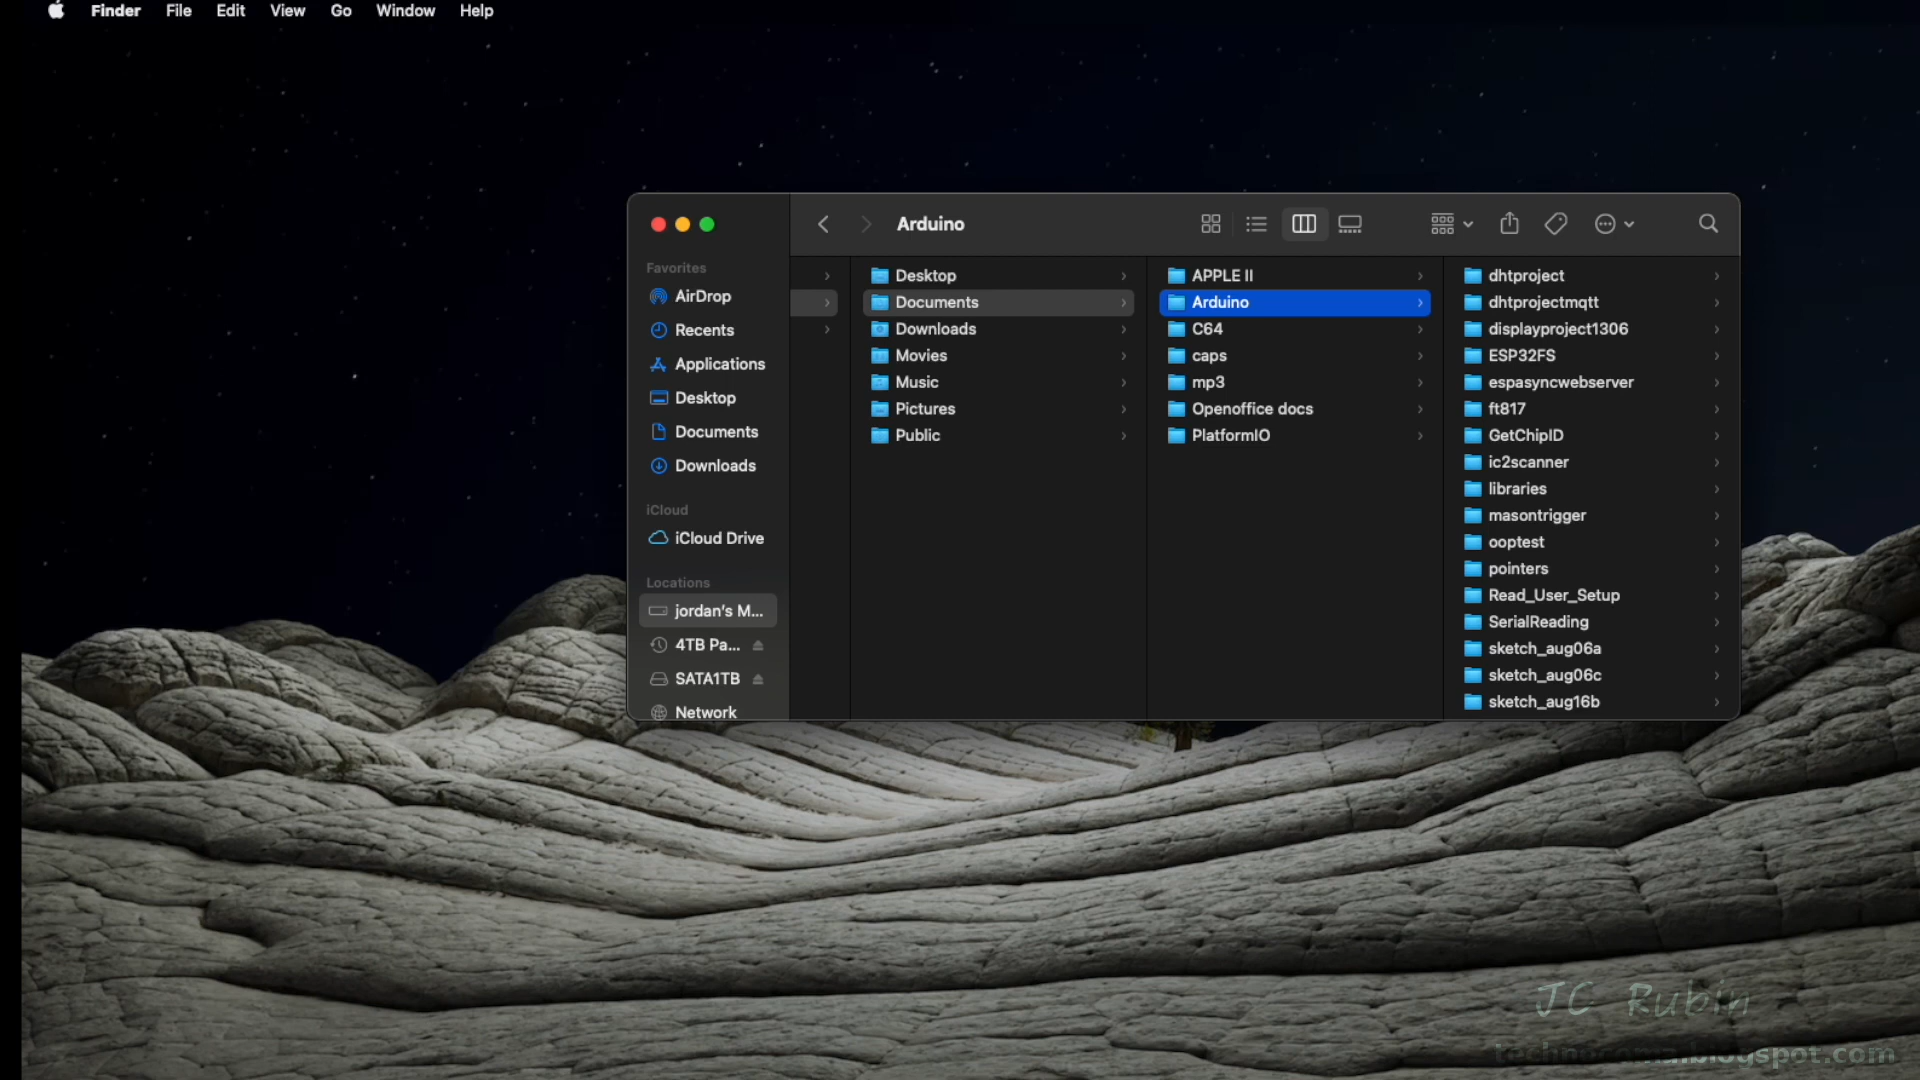 Finder File Edit View Go Window Help
Arduino
Favorites
AirDrop
Recents
Applications
Desktop
Documents
Downloads
iCloud
iCloud Drive
Locations
jordan's M...
4TB Pa...
SATA1TB
Network
Desktop
Documents
Downloads
Movies
Music
Pictures
Public
APPLE II
Arduino
C64
caps
mp3
Openoffice docs
PlatformIO
dhtproject
dhtprojectmqtt
displayproject1306
ESP32FS
espasyncwebserver
ft817
GetChipID
ic2scanner
libraries
masontrigger
ooptest
pointers
Read_User_Setup
SerialReading
sketch_aug06a
sketch_aug06c
sketch_aug16b
JC Rubin